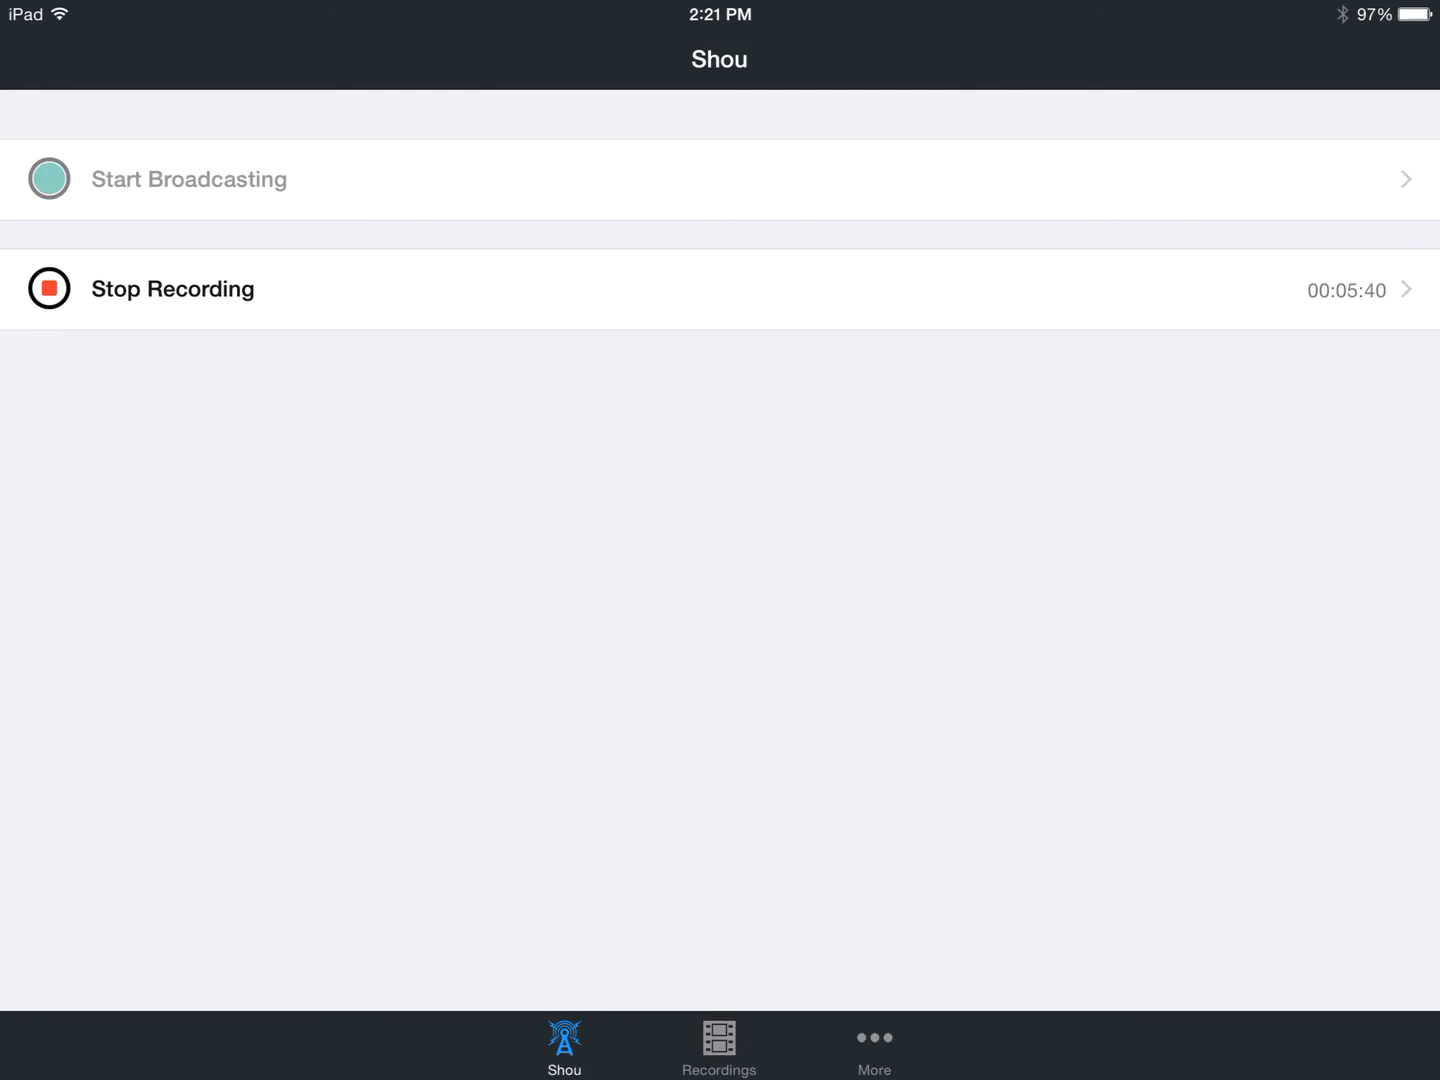 iPad 2:21 PM 97%
Shou
Start Broadcasting
Stop Recording 00:05:40
Shou Recordings More